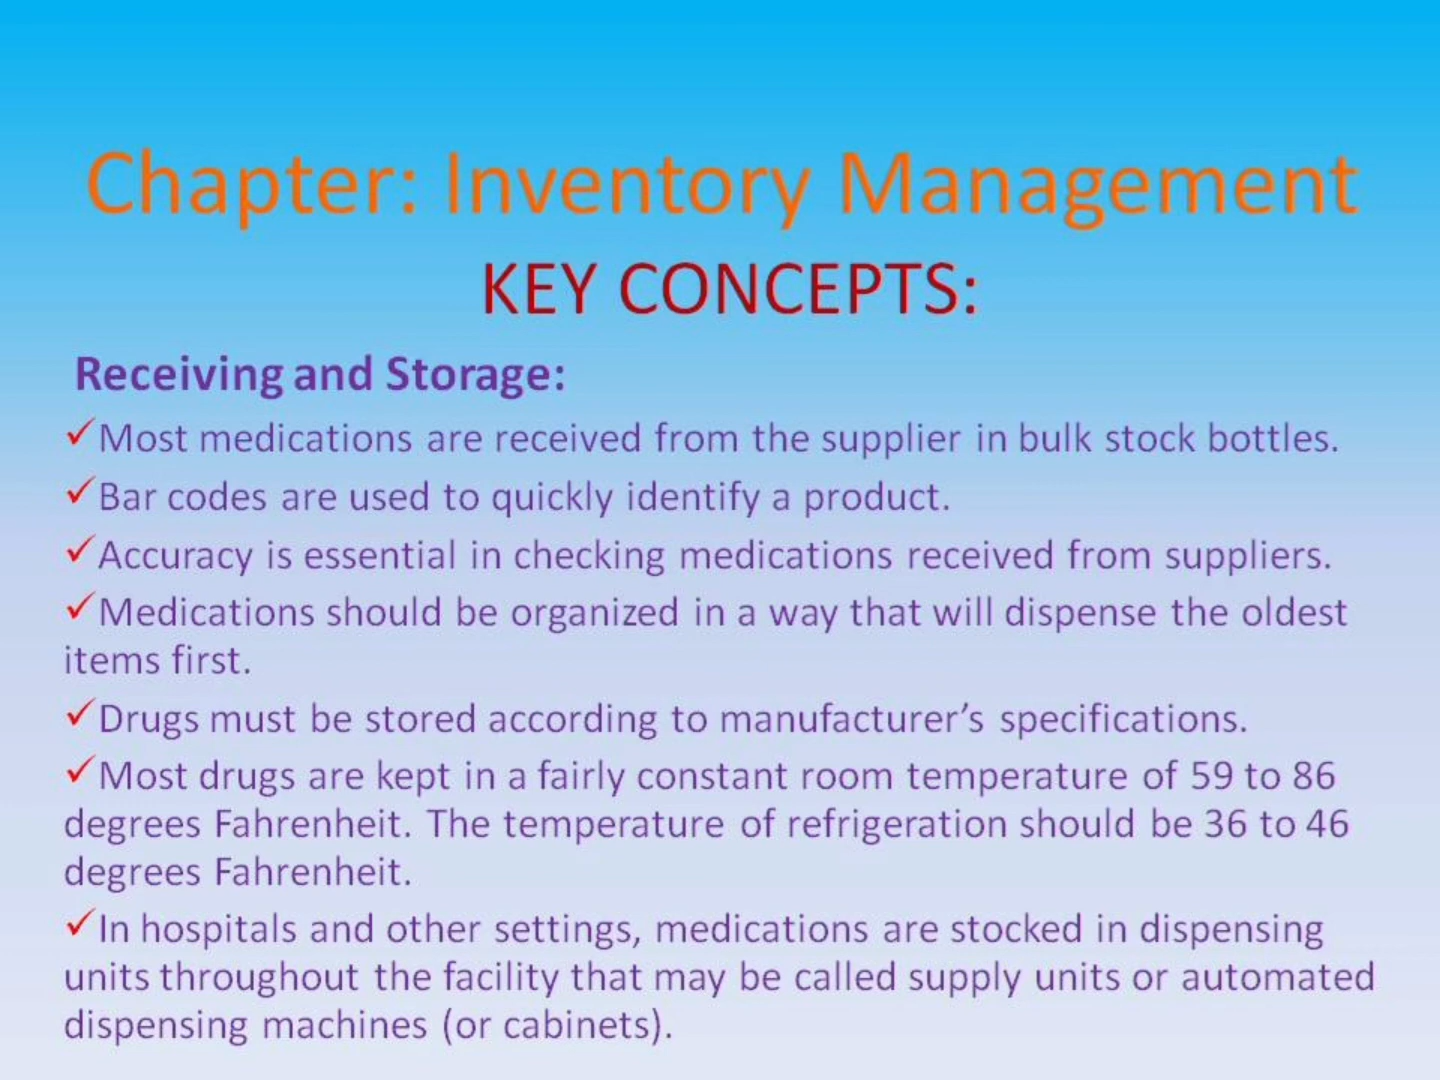 Chapter: Inventory Management
KEY CONCEPTS:
Receiving and Storage:
✓Most medications are received from the supplier in bulk stock bottles.
✓Bar codes are used to quickly identify a product.
✓Accuracy is essential in checking medications received from suppliers.
✓Medications should be organized in a way that will dispense the oldest
items first.
✓Drugs must be stored according to manufacturer’s specifications.
✓Most drugs are kept in a fairly constant room temperature of 59 to 86
degrees Fahrenheit. The temperature of refrigeration should be 36 to 46
degrees Fahrenheit.
✓In hospitals and other settings, medications are stocked in dispensing
units throughout the facility that may be called supply units or automated
dispensing machines (or cabinets).